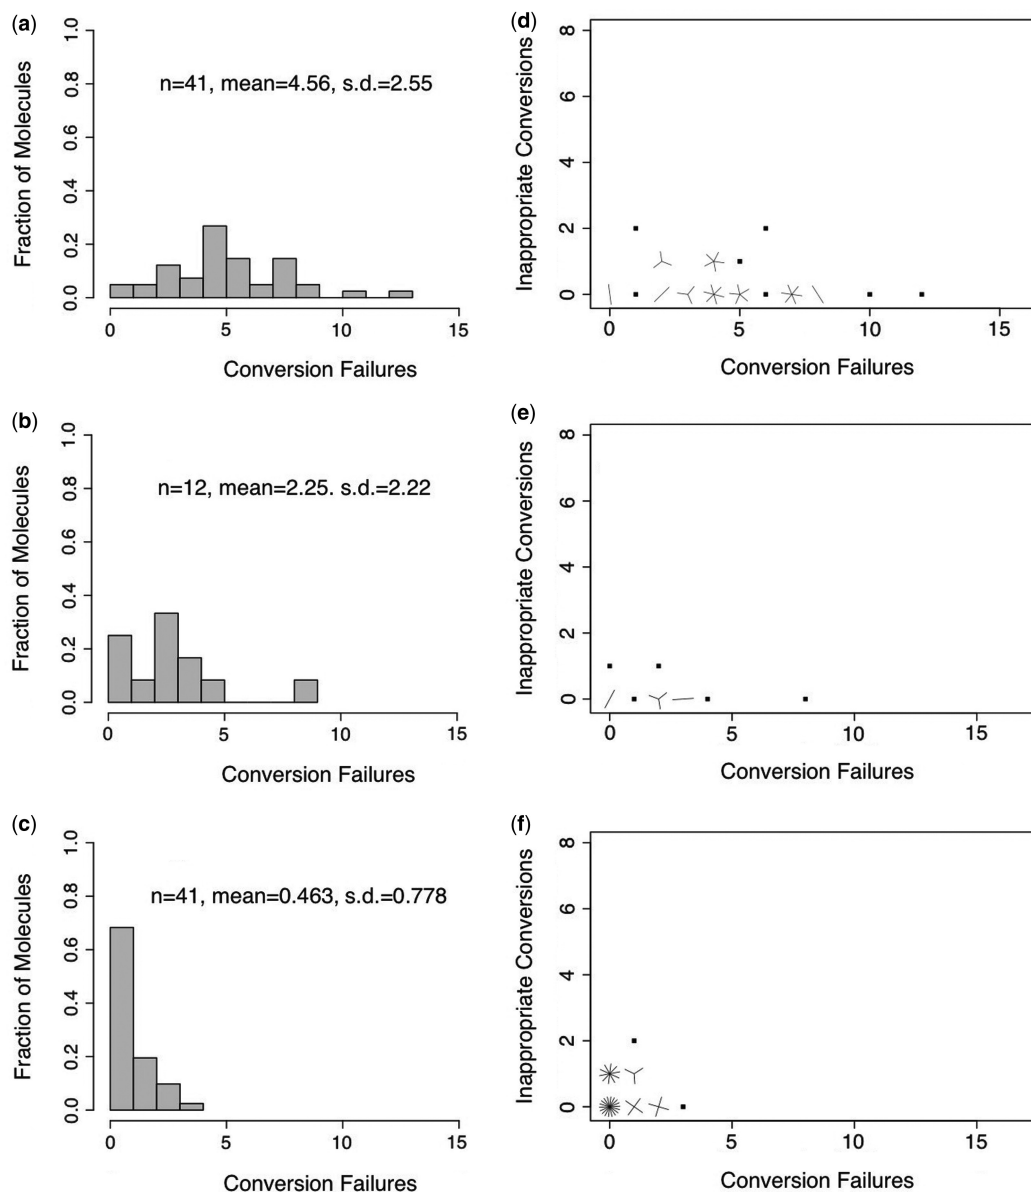 (a)
Fraction of Molecules
1.0
0.8
0.6
0.4
0.2
0.0
n=41, mean=4.56, s.d.=2.55
0 5 10 15
Conversion Failures
(d)
Inappropriate Conversions
8
6
4
2
0
0 5 10 15
Conversion Failures
(b)
Fraction of Molecules
1.0
0.8
0.6
0.4
0.2
0.0
n=12, mean=2.25. s.d.=2.22
0 5 10 15
Conversion Failures
(e)
Inappropriate Conversions
8
6
4
2
0
0 5 10 15
Conversion Failures
(c)
Fraction of Molecules
1.0
0.8
0.6
0.4
0.2
0.0
n=41, mean=0.463, s.d.=0.778
0 5 10 15
Conversion Failures
(f)
Inappropriate Conversions
8
6
4
2
0
0 5 10 15
Conversion Failures